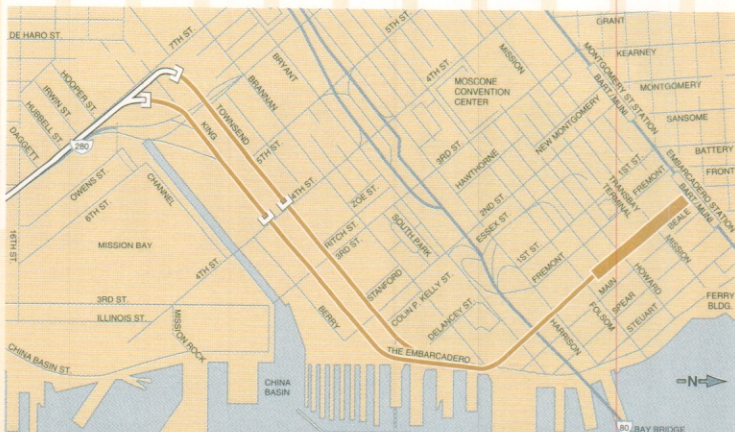 DE HARO ST.
HOOPER ST.
IRWIN ST.
HUBBELL ST.
DAGGETT
280
7TH ST.
OWENS ST.
6TH ST.
CHANNEL
MISSION BAY
16TH ST.
4TH ST
3RD ST.
ILLINOIS ST.
MISSION ROCK
CHINA BASIN ST.
CHINA
BASIN
BRYANT
BRANNAN
TOWNSEND
KING
5TH ST.
4TH ST
ZOE ST.
RITCH ST.
3RD ST.
STANFORD
SOUTH PARK
COLIN P. KELLY ST.
DELANCEY ST.
BERRY
THE EMBARCADERO
5TH ST.
4TH ST.
MISSION
MOSCONE
CONVENTION
CENTER
3RD ST.
HAWTHORNE
NEW MONTGOMERY
2ND ST.
ESSEX ST.
1ST ST.
FREMONT
1ST ST.
FREMONT
TRANSBAY
TERMINAL
GRANT
KEARNEY
MONTGOMERY ST STATION
BART/MUNI
MONTGOMERY
SANSOME
BATTERY
FRONT
EMBARCADERO STATION
BART/MUNI
BEALE
MISSION
MAIN
HOWARD
SPEAR
FOLSOM
STEUART
HARRISON
FERRY
BLDG.
N
80
BAY BRIDGE